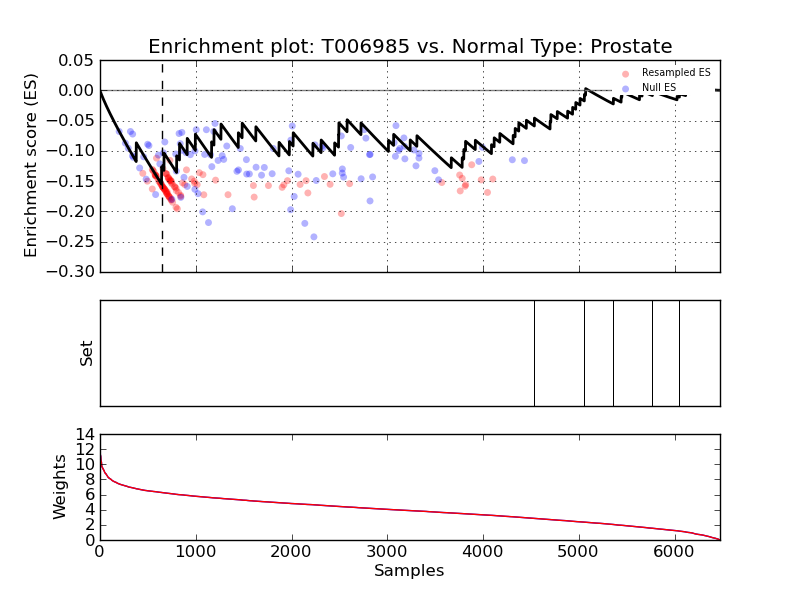 Enrichment plot: T006985 vs. Normal Type: Prostate
Enrichment score (ES)
0.05
0.00
−0.05
−0.10
−0.15
−0.20
−0.25
−0.30
Resampled ES
Null ES
Set
Weights
14
12
10
8
6
4
2
0
0 1000 2000 3000 4000 5000 6000
Samples